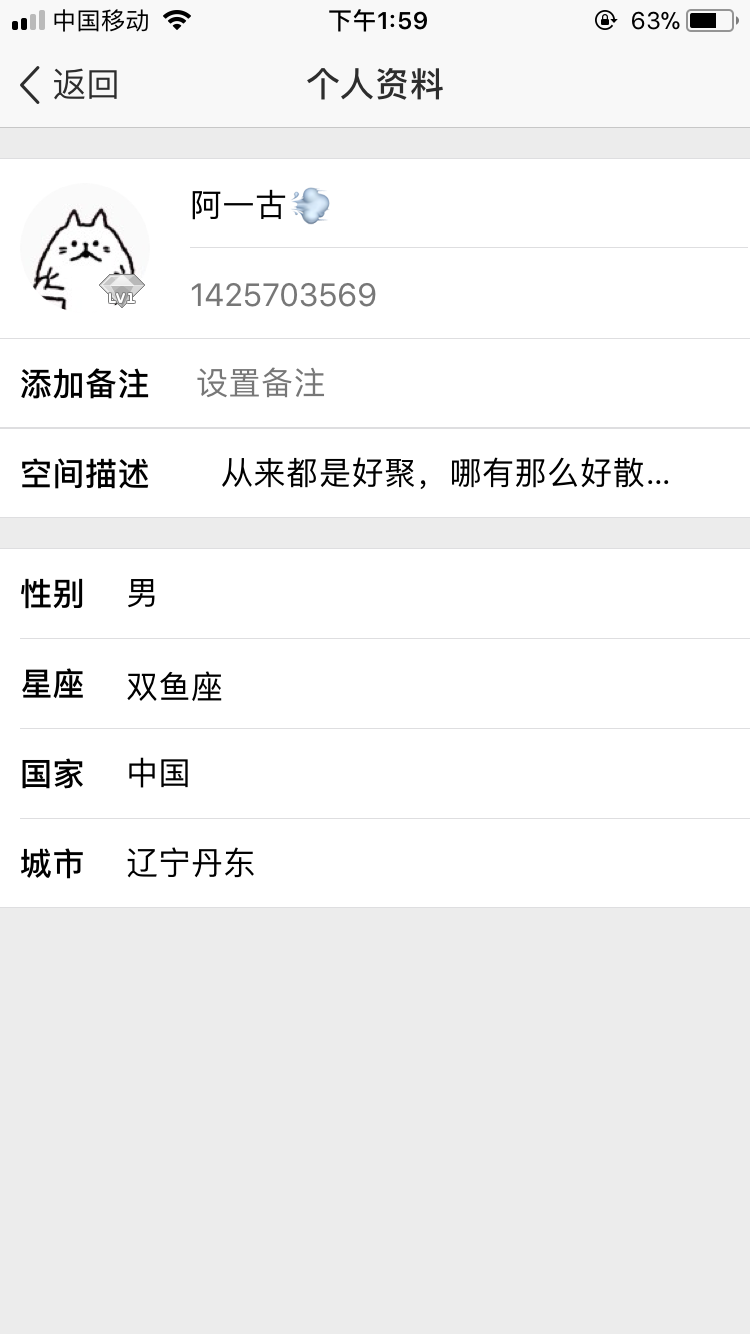 中国移动 下午1:59 63%
返回 个人资料
阿一古💨
LV1
1425703569
添加备注 设置备注
空间描述 从来都是好聚，哪有那么好散...
性别 男
星座 双鱼座
国家 中国
城市 辽宁丹东